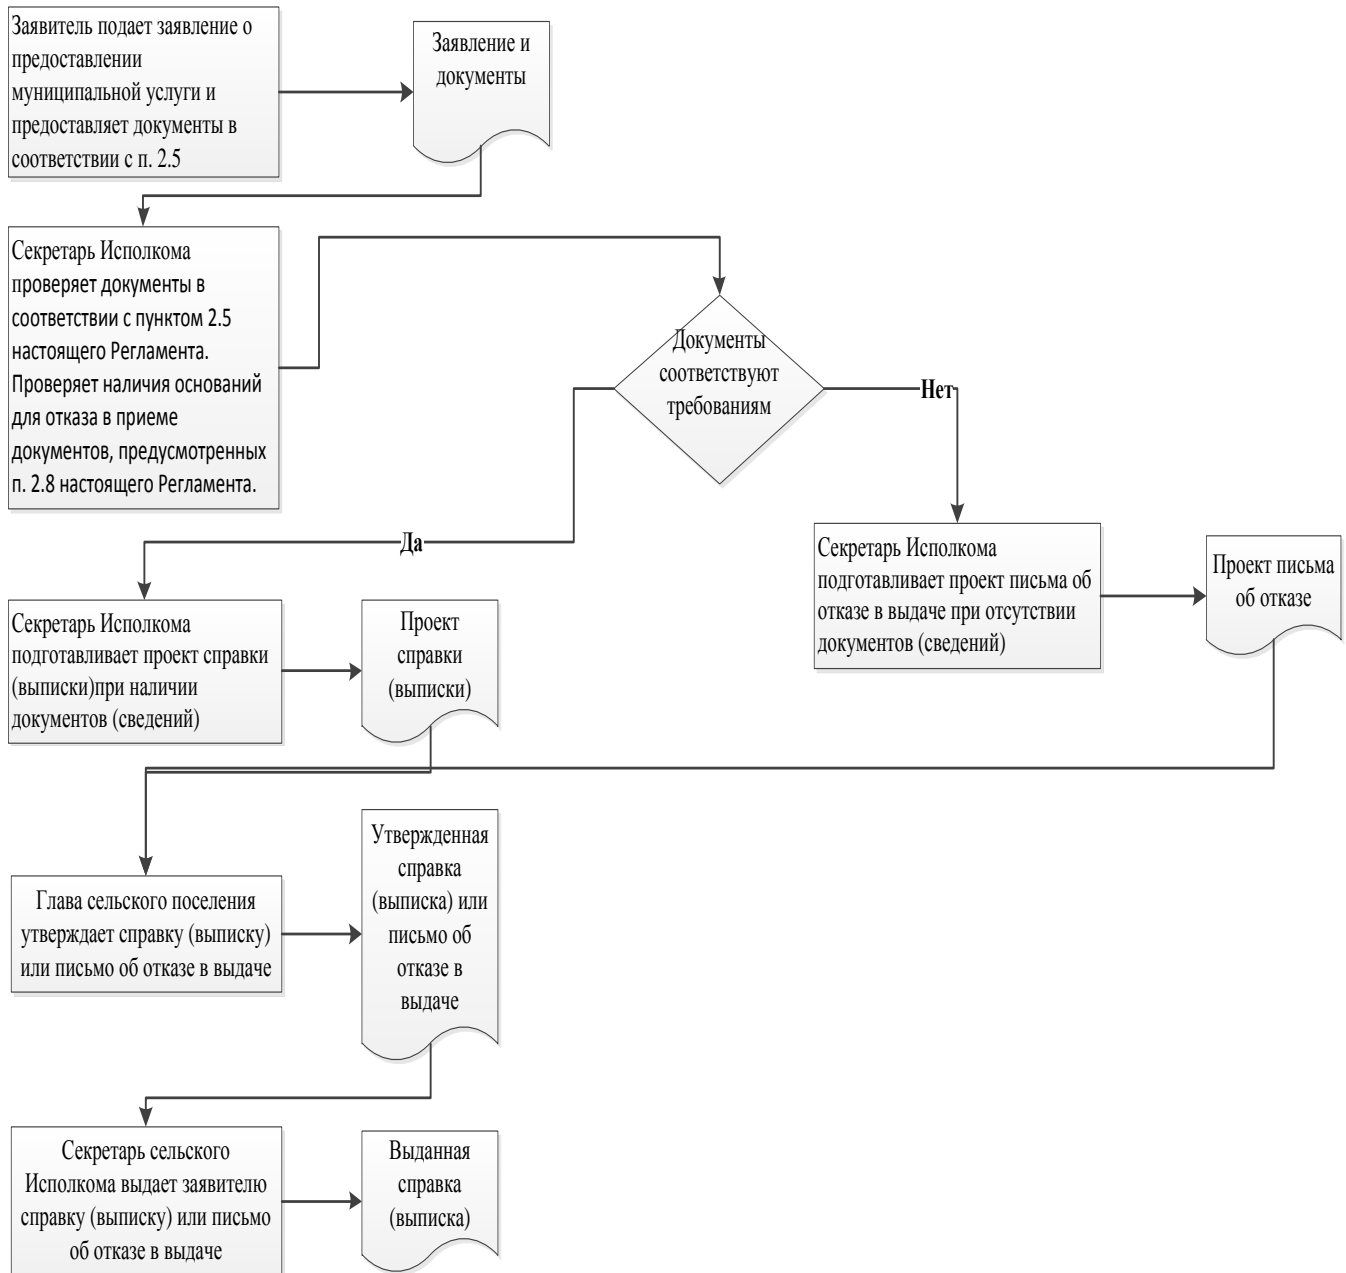 Заявитель подает заявление о
предоставлении
муниципальной услуги и
предоставляет документы в
соответствии с п. 2.5
Заявление и
документы
Секретарь Исполкома
проверяет документы в
соответствии с пунктом 2.5
настоящего Регламента.
Проверяет наличия оснований
для отказа в приеме
документов, предусмотренных
п. 2.8 настоящего Регламента.
Документы
соответствуют
требованиям
Нет
Да
Секретарь Исполкома
подготавливает проект письма об
отказе в выдаче при отсутствии
документов (сведений)
Проект письма
об отказе
Секретарь Исполкома
подготавливает проект справки
(выписки)при наличии
документов (сведений)
Проект
справки
(выписки)
Глава сельского поселения
утверждает справку (выписку)
или письмо об отказе в выдаче
Утвержденная
справка
(выписка) или
письмо об
отказе в
выдаче
Секретарь сельского
Исполкома выдает заявителю
справку (выписку) или письмо
об отказе в выдаче
Выданная
справка
(выписка)